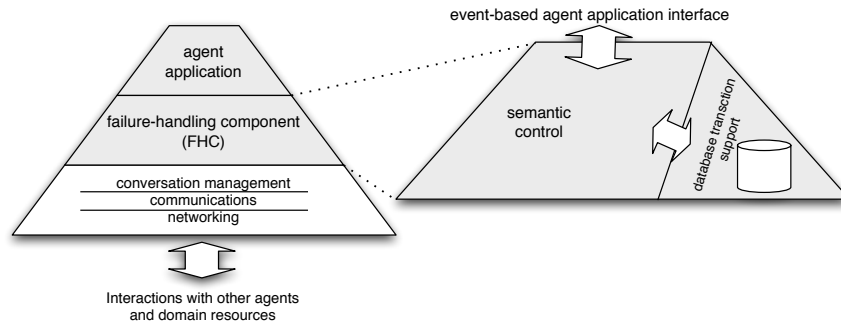 event-based agent application interface
agent
application
failure-handling component
(FHC)
conversation management
communications
networking
Interactions with other agents
and domain resources
semantic
control
database transction
support